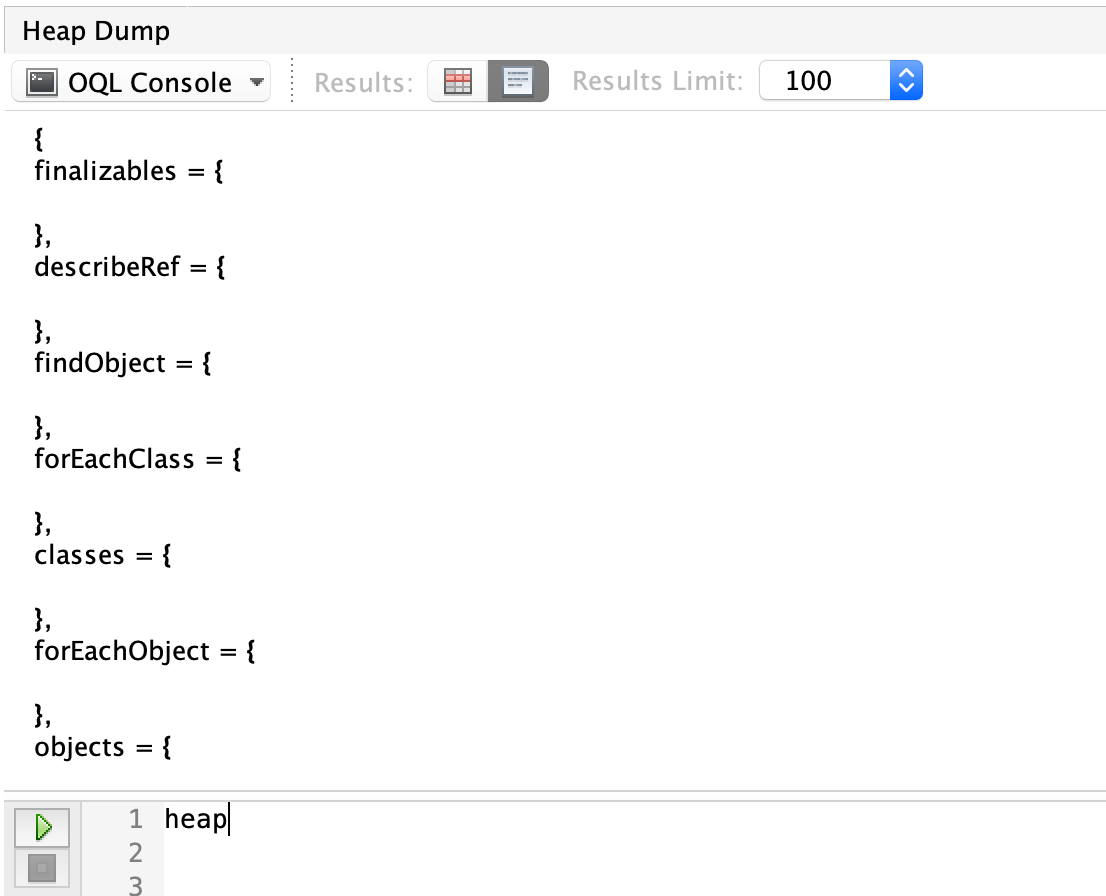 Heap Dump
OQL Console Results: Results Limit: 100
{
finalizables = {
},
describeRef = {
},
findObject = {
},
forEachClass = {
},
classes = {
},
forEachObject = {
},
objects = {
1 heap
2
3